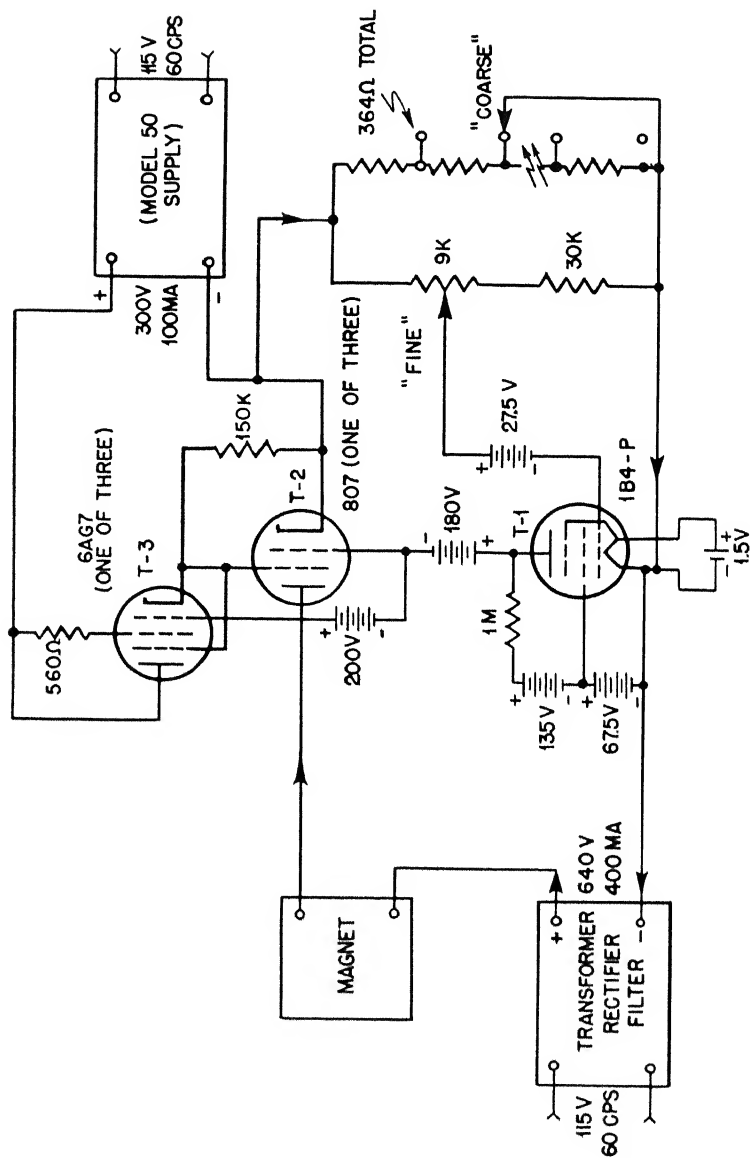 115V
60 CPS
(MODEL 50
SUPPLY)
+
300V
100MA
-
364Ω TOTAL
"COARSE"
9K
30K
"FINE"
6AG7
(ONE OF THREE)
T-3
560Ω
150K
T-2
807 (ONE OF THREE)
+
200V
-
-
180V
+
+
27.5 V
-
T-1
1B4-P
1M
+
135V
-
+
67.5V
-
+
-
1.5V
MAGNET
+
640 V
400 MA
-
TRANSFORMER
RECTIFIER
FILTER
115 V
60 CPS